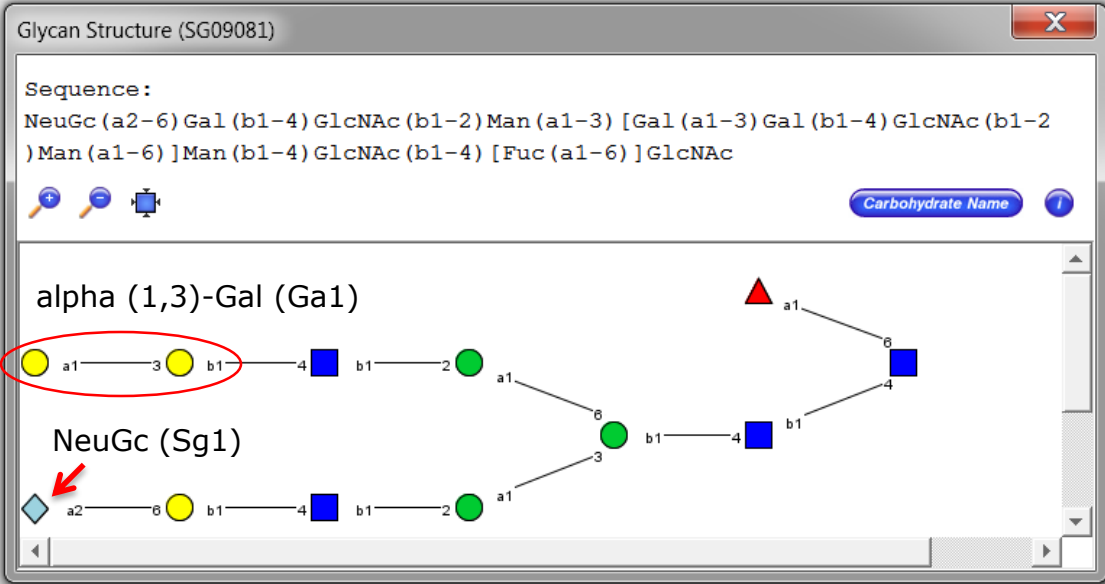 Glycan Structure (SG09081)
X
Sequence:
NeuGc(a2-6)Gal(b1-4)GlcNAc(b1-2)Man(a1-3)[Gal(a1-3)Gal(b1-4)GlcNAc(b1-2
)Man(a1-6)]Man(b1-4)GlcNAc(b1-4)[Fuc(a1-6)]GlcNAc
Carbohydrate Name i
alpha (1,3)-Gal (Ga1)
a1
6
a1 3 b1 4 b1 2 a1
4
6
b1 4 b1
NeuGc (Sg1)
3
a2 6 b1 4 b1 2 a1